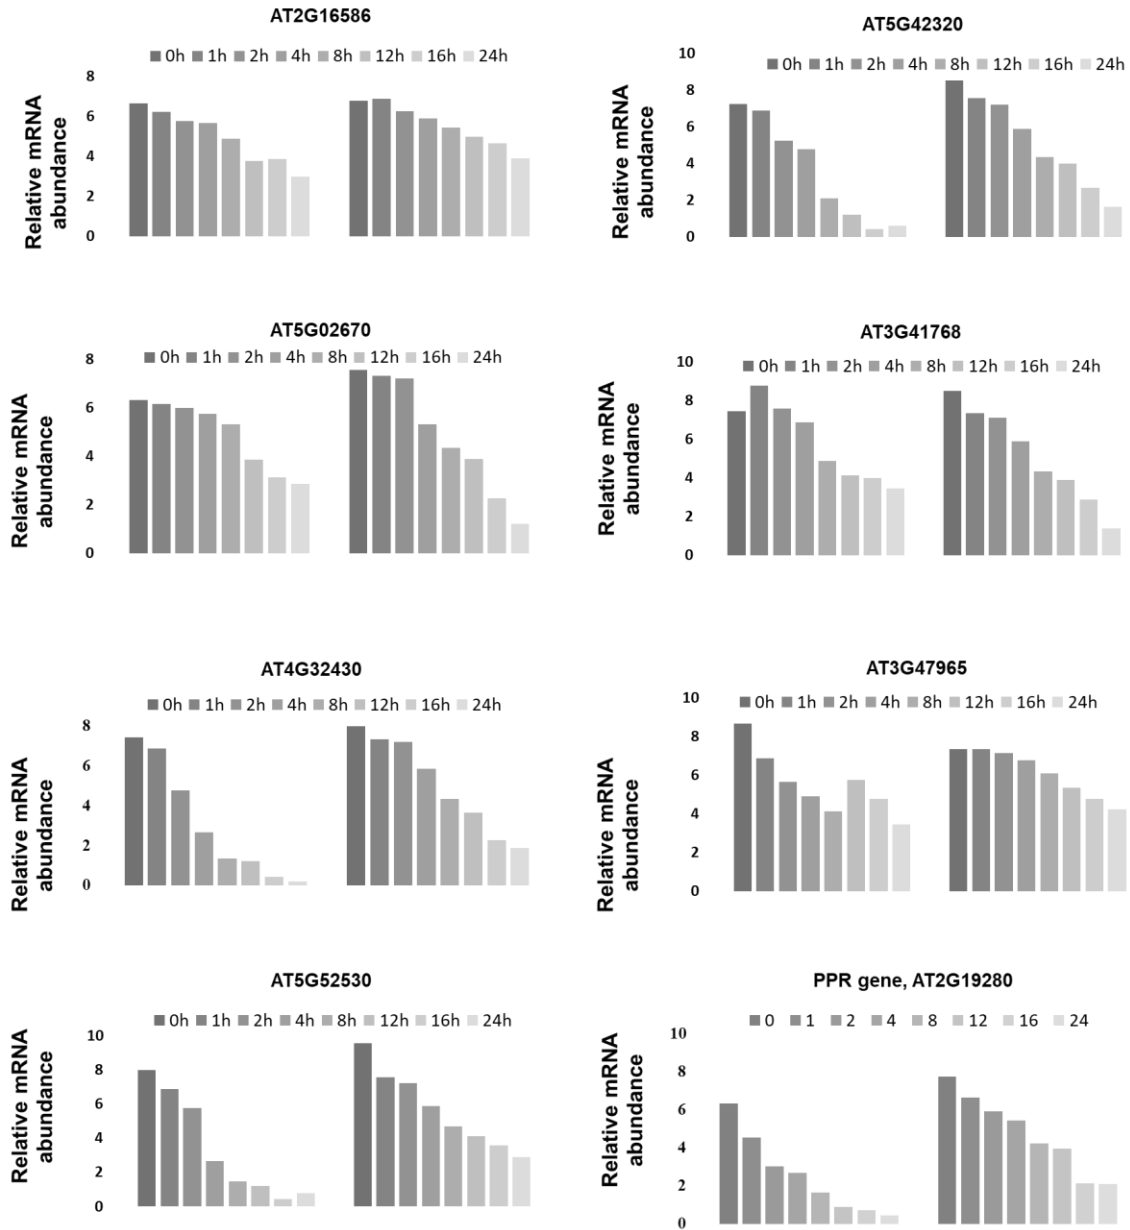 AT2G16586
0h 1h 2h 4h 8h 12h 16h 24h
Relative mRNA
abundance
8
6
4
2
0
AT5G42320
0h 1h 2h 4h 8h 12h 16h 24h
Relative mRNA
abundance
10
8
6
4
2
0
AT5G02670
0h 1h 2h 4h 8h 12h 16h 24h
Relative mRNA
abundance
8
6
4
2
0
AT3G41768
0h 1h 2h 4h 8h 12h 16h 24h
Relative mRNA
abundance
10
8
6
4
2
0
AT4G32430
0h 1h 2h 4h 8h 12h 16h 24h
Relative mRNA
abundance
8
6
4
2
0
AT3G47965
0h 1h 2h 4h 8h 12h 16h 24h
Relative mRNA
abundance
10
8
6
4
2
0
AT5G52530
0h 1h 2h 4h 8h 12h 16h 24h
Relative mRNA
abundance
10
8
6
4
2
0
PPR gene, AT2G19280
0 1 2 4 8 12 16 24
Relative mRNA
abundance
10
8
6
4
2
0